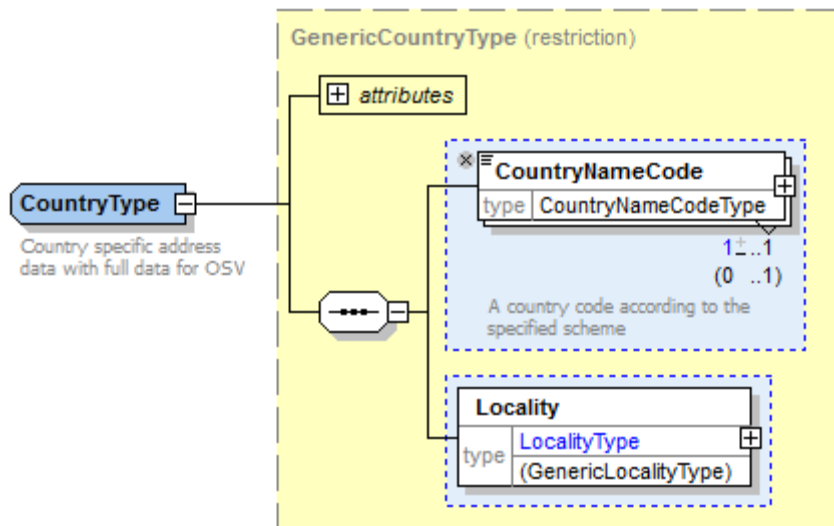 GenericCountryType (restriction)
attributes
CountryType
Country specific address
data with full data for OSV
CountryNameCode
type CountryNameCodeType
1±..1
(0 ..1)
A country code according to the
specified scheme
Locality
type LocalityType
(GenericLocalityType)